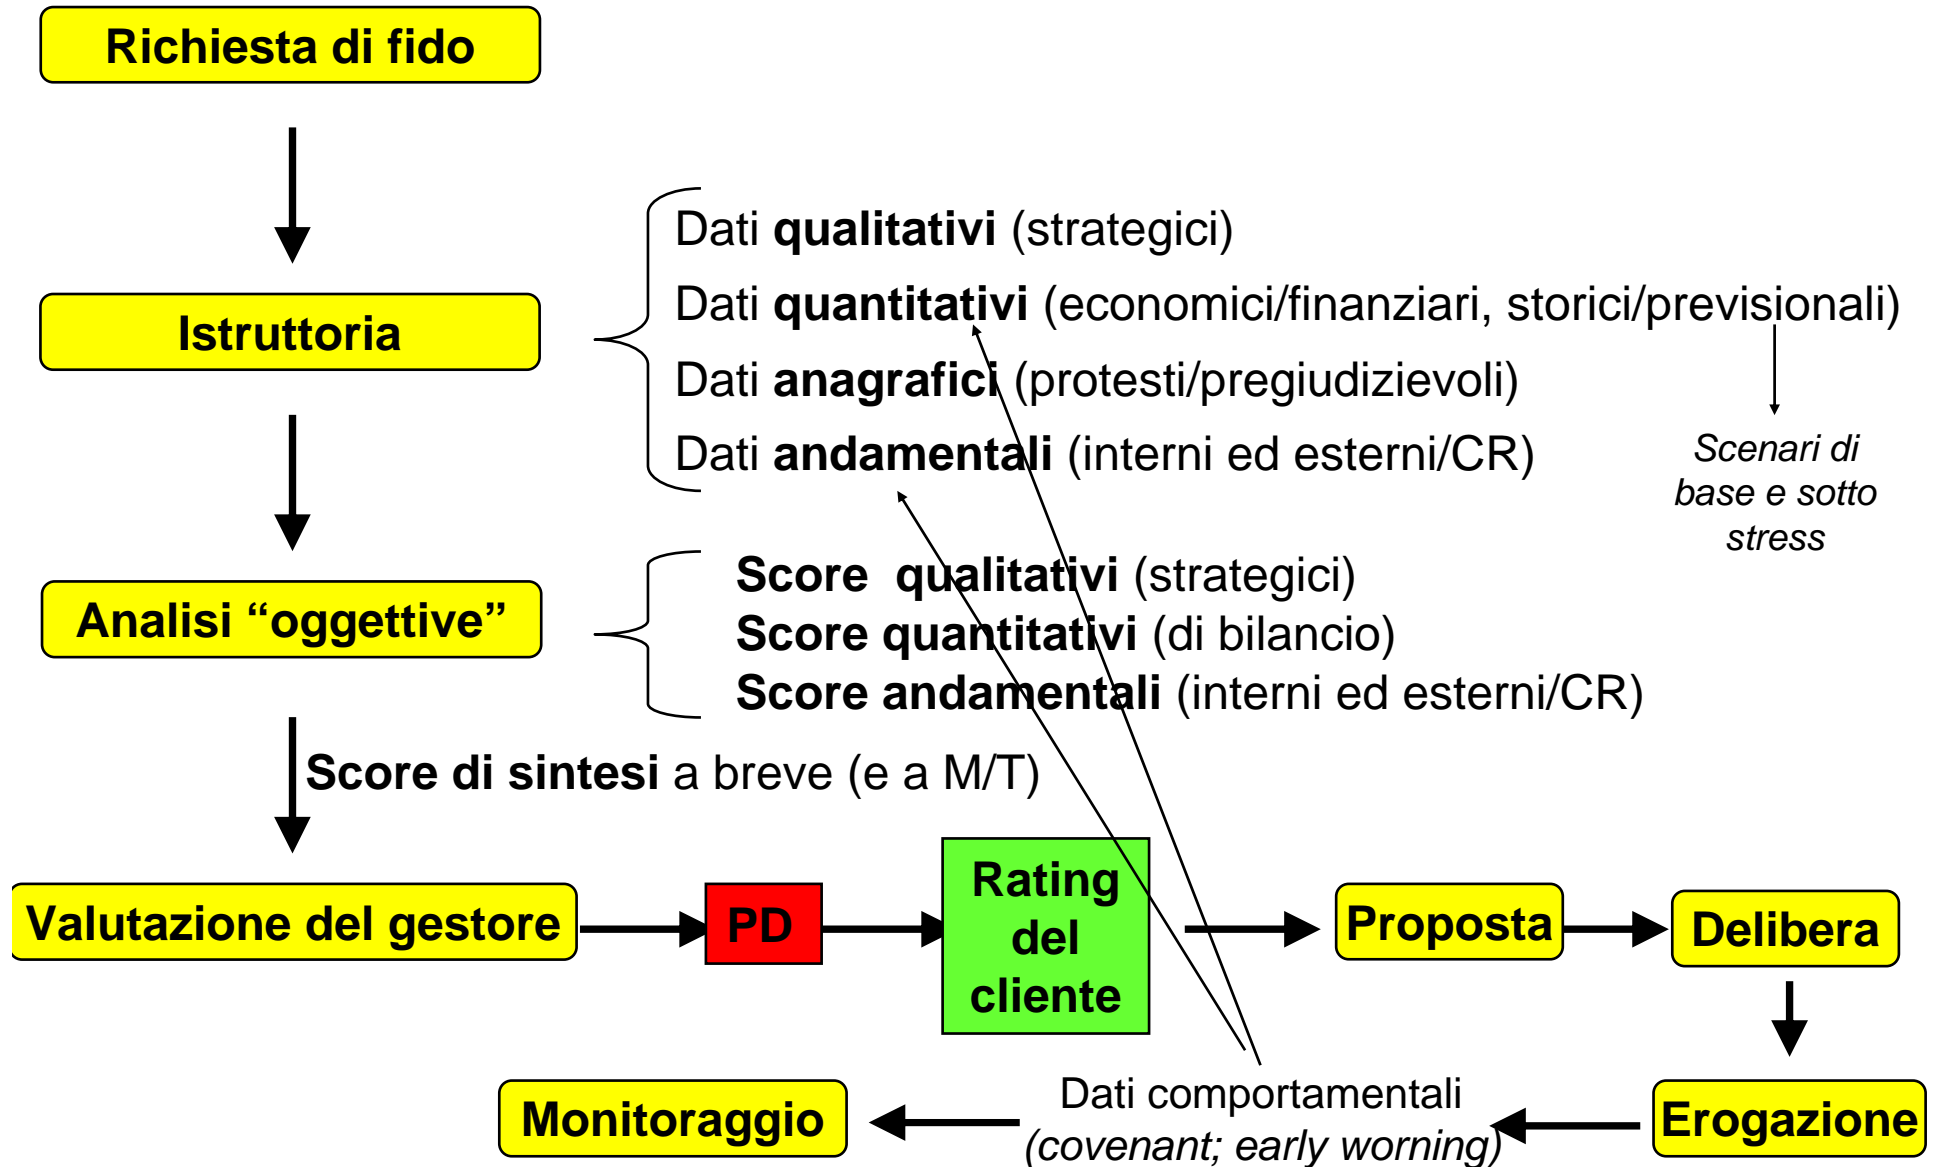 Richiesta di fido
Dati qualitativi (strategici)
Dati quantitativi (economici/finanziari, storici/previsionali)
Istruttoria
Dati anagrafici (protesti/pregiudizievoli)
Dati andamentali (interni ed esterni/CR)
Scenari di
base e sotto
stress
Score qualitativi (strategici)
Analisi “oggettive”
Score quantitativi (di bilancio)
Score andamentali (interni ed esterni/CR)
Score di sintesi a breve (e a M/T)
Valutazione del gestore
PD
Rating
del
cliente
Proposta
Delibera
Monitoraggio
Dati comportamentali
(covenant; early worning)
Erogazione